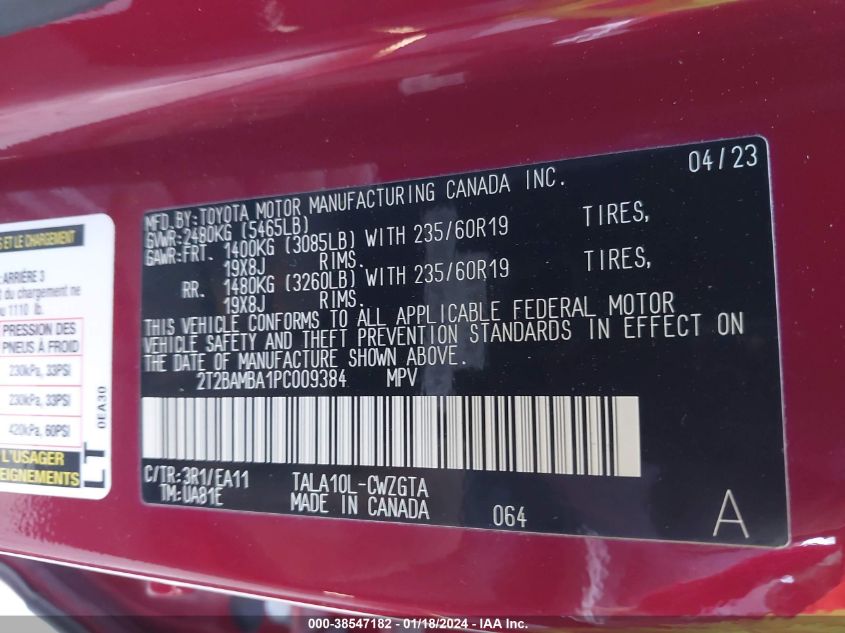 04/23
MFD.BY:TOYOTA MOTOR MANUFACTURING CANADA INC.
GVWR:2480KG (5465LB)
GAWR:FRT. 1400KG (3085LB) WITH 235/60R19 TIRES,
19X8J RIMS.
RR. 1480KG (3260LB) WITH 235/60R19 TIRES,
19X8J RIMS.
THIS VEHICLE CONFORMS TO ALL APPLICABLE FEDERAL MOTOR
VEHICLE SAFETY AND THEFT PREVENTION STANDARDS IN EFFECT ON
THE DATE OF MANUFACTURE SHOWN ABOVE.
2T2BAMBA1PC009384 MPV
C/TR:3R1/EA11 TALA10L-CWZGTA
TM:UA81E MADE IN CANADA 064 A
ET LE CHARGEMENT
ARRIÈRE 3
du chargement ne
1110 lb.
PRESSION DES
PNEUS À FROID
230kPa, 33PSI
230kPa, 33PSI
420kPa, 60PSI
L'USAGER
LT 0EA30
000-38547182 - 01/18/2024 - IAA Inc.